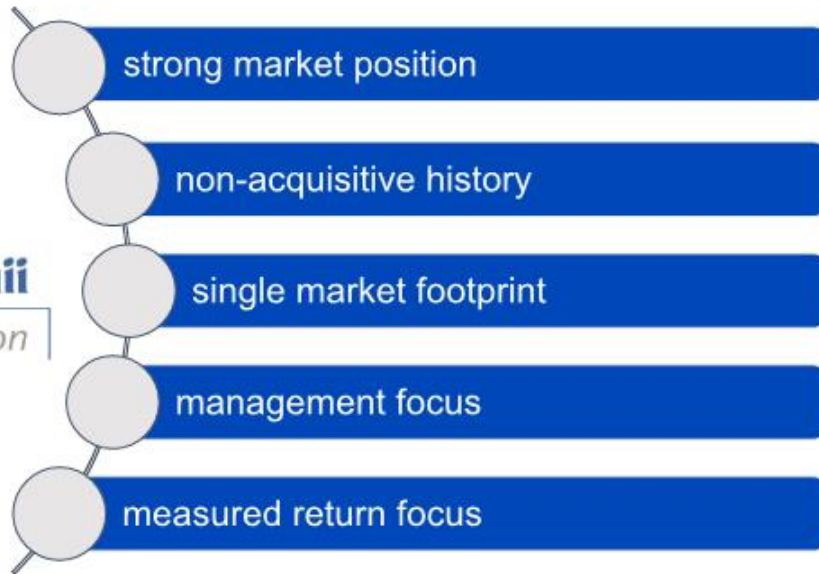 strong market position
non-acquisitive history
single market footprint
management focus
measured return focus